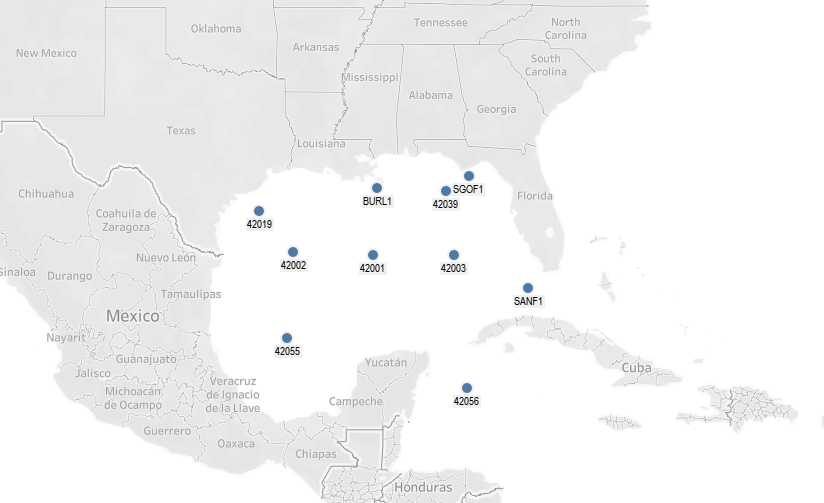 Tennessee
North
Carolina
Oklahoma
Arkansas
New Mexico
South
Carolina
Mississippi
Alabama
Georgia
Texas
Louisiana
Chihuahua
SGOF1
Florida
BURL1
42039
Coahuila de
Zaragoza
42019
Nuevo León
42002
42001
42003
Sinaloa
Durango
Tamaulipas
SANF1
Mexico
Nayarit
42055
Guanajuato
Yucatán
Cuba
Jalisco
Veracruz
de Ignacio
de la Llave
Michoacán
de Ocampo
Campeche
42056
Guerrero
Oaxaca
Chiapas
Honduras